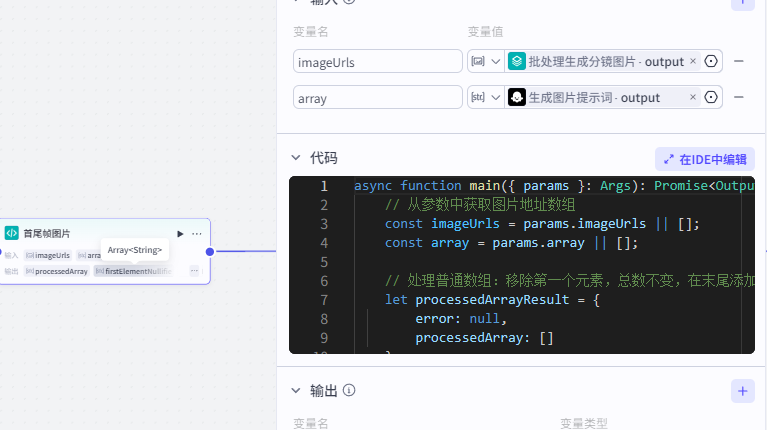 输入
变量名 变量值
imageUrls 批处理生成分镜图片 - output
array [str] 生成图片提示词 - output
代码
在IDE中编辑
1 async function main({ params }: Args): Promise<Outpu
2 // 从参数中获取图片地址数组
3 const imageUrls = params.imageUrls || [];
4 const array = params.array || [];
5
6 // 处理普通数组：移除第一个元素，总数不变，在末尾添加
7 let processedArrayResult = {
8 error: null,
9 processedArray: []
10 }
首尾帧图片
Array<String>
输入 imageUrls arra
输出 processedArray firstElementNullifie
输出
变量名 变量类型